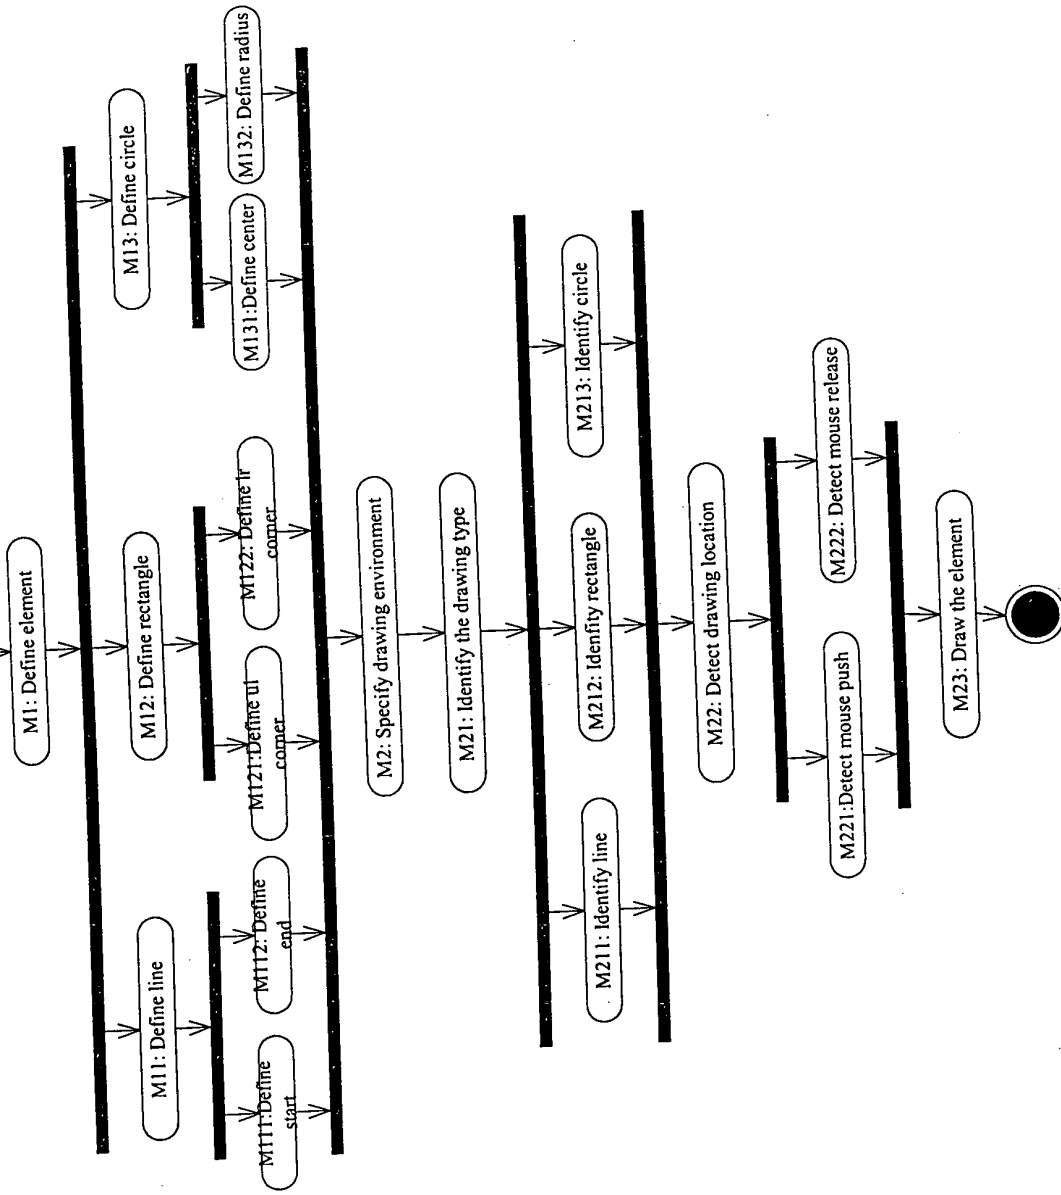 M1: Define element
M11: Define line
M12: Define rectangle
M13: Define circle
M111:Define
start
M112: Define
end
M121:Define ul
corner
M122: Define lr
corner
M131:Define center
M132: Define radius
M2: Specify drawing environment
M21: Identify the drawing type
M211: Identify line
M212: Idenfity rectangle
M213: Identify circle
M22: Detect drawing location
M221:Detect mouse push
M222: Detect mouse release
M23: Draw the element